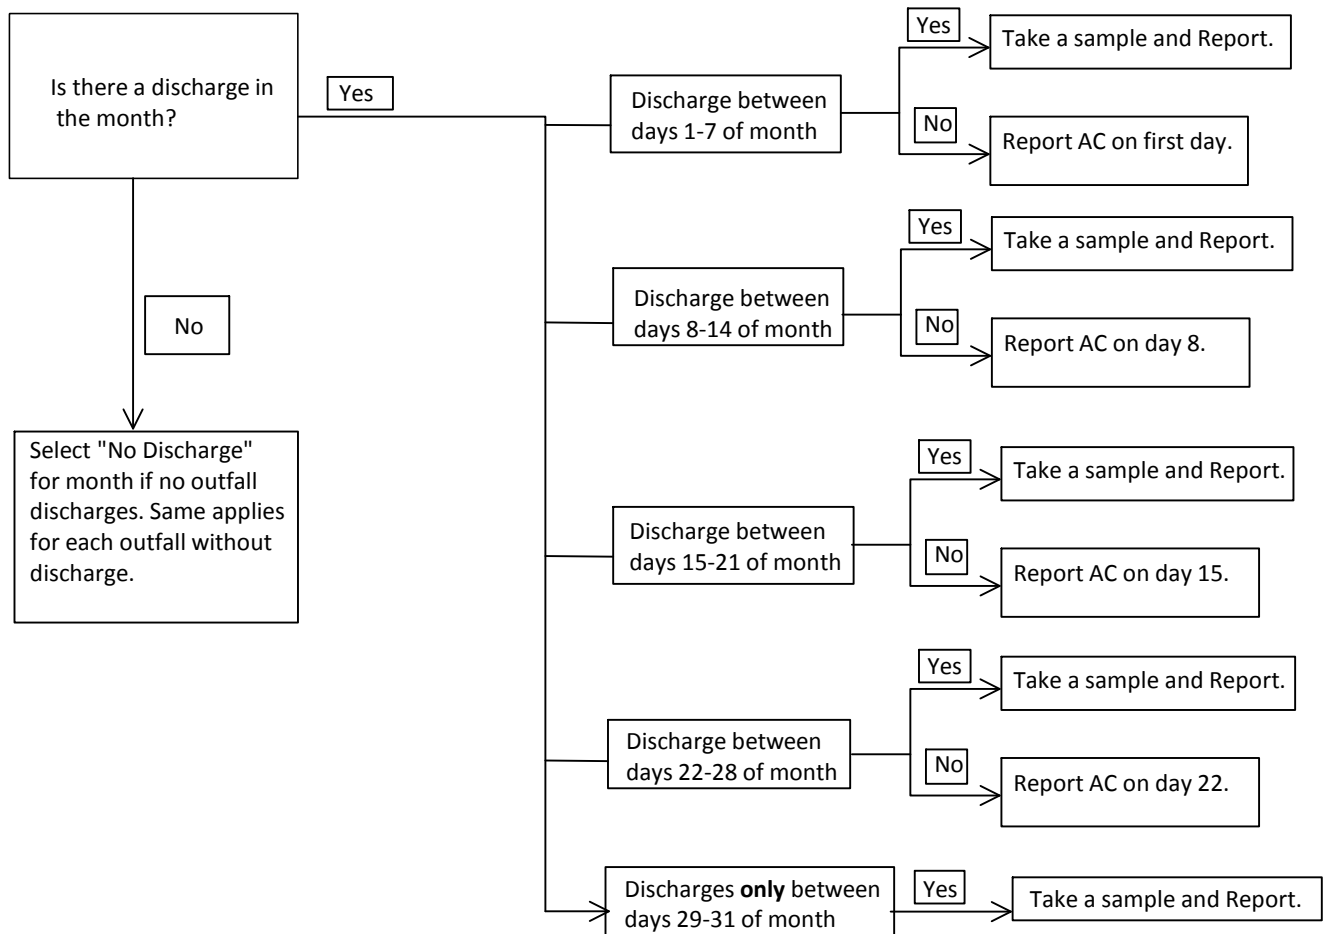 Is there a discharge in
the month?
Yes
No
Select "No Discharge"
for month if no outfall
discharges. Same applies
for each outfall without
discharge.
Discharge between
days 1-7 of month
Yes
Take a sample and Report.
No
Report AC on first day.
Discharge between
days 8-14 of month
Yes
Take a sample and Report.
No
Report AC on day 8.
Discharge between
days 15-21 of month
Yes
Take a sample and Report.
No
Report AC on day 15.
Discharge between
days 22-28 of month
Yes
Take a sample and Report.
No
Report AC on day 22.
Discharges only between
days 29-31 of month
Yes
Take a sample and Report.